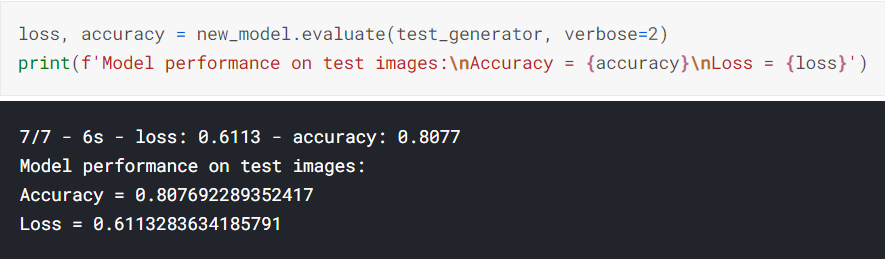 loss, accuracy = new_model.evaluate(test_generator, verbose=2)
print(f'Model performance on test images:\nAccuracy = {accuracy}\nLoss = {loss}')
7/7 - 6s - loss: 0.6113 - accuracy: 0.8077
Model performance on test images:
Accuracy = 0.807692289352417
Loss = 0.6113283634185791